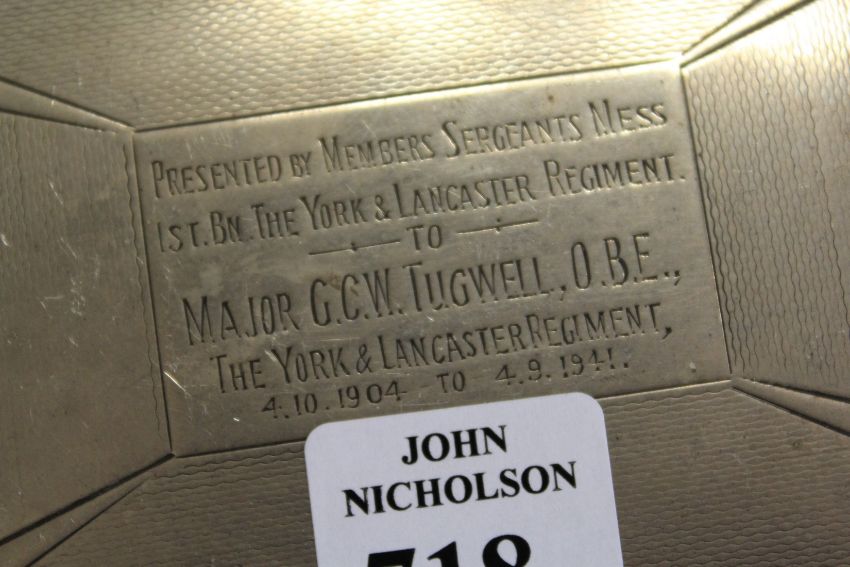 PRESENTED BY MEMBERS SERGEANTS MESS
1ST. BN. THE YORK & LANCASTER REGIMENT.
TO
MAJOR G.C.W. TUGWELL, O.B.E.,
THE YORK & LANCASTER REGIMENT,
4.10.1904 TO 4.9.1941.
JOHN
NICHOLSON
718